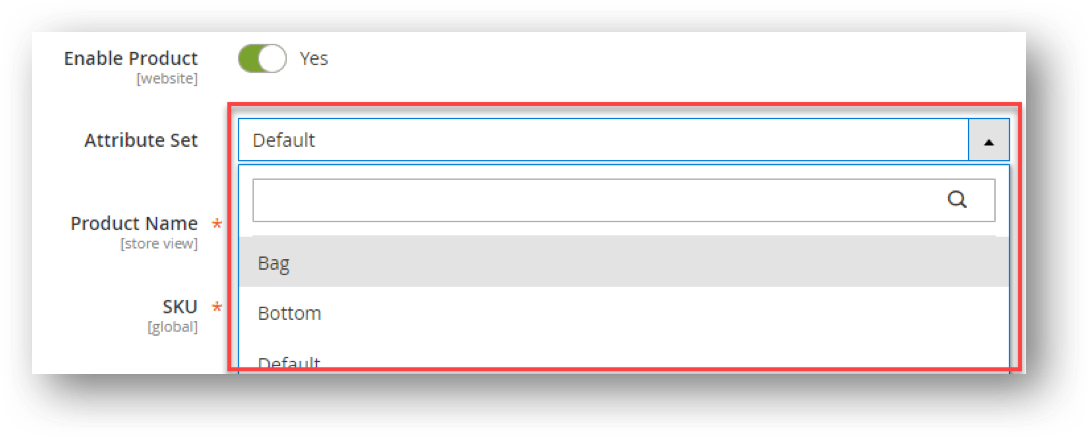 Enable Product
Yes
[website]
Attribute Set
Default
Product Name *
[store view]
Bag
SKU *
[global]
Bottom
Default